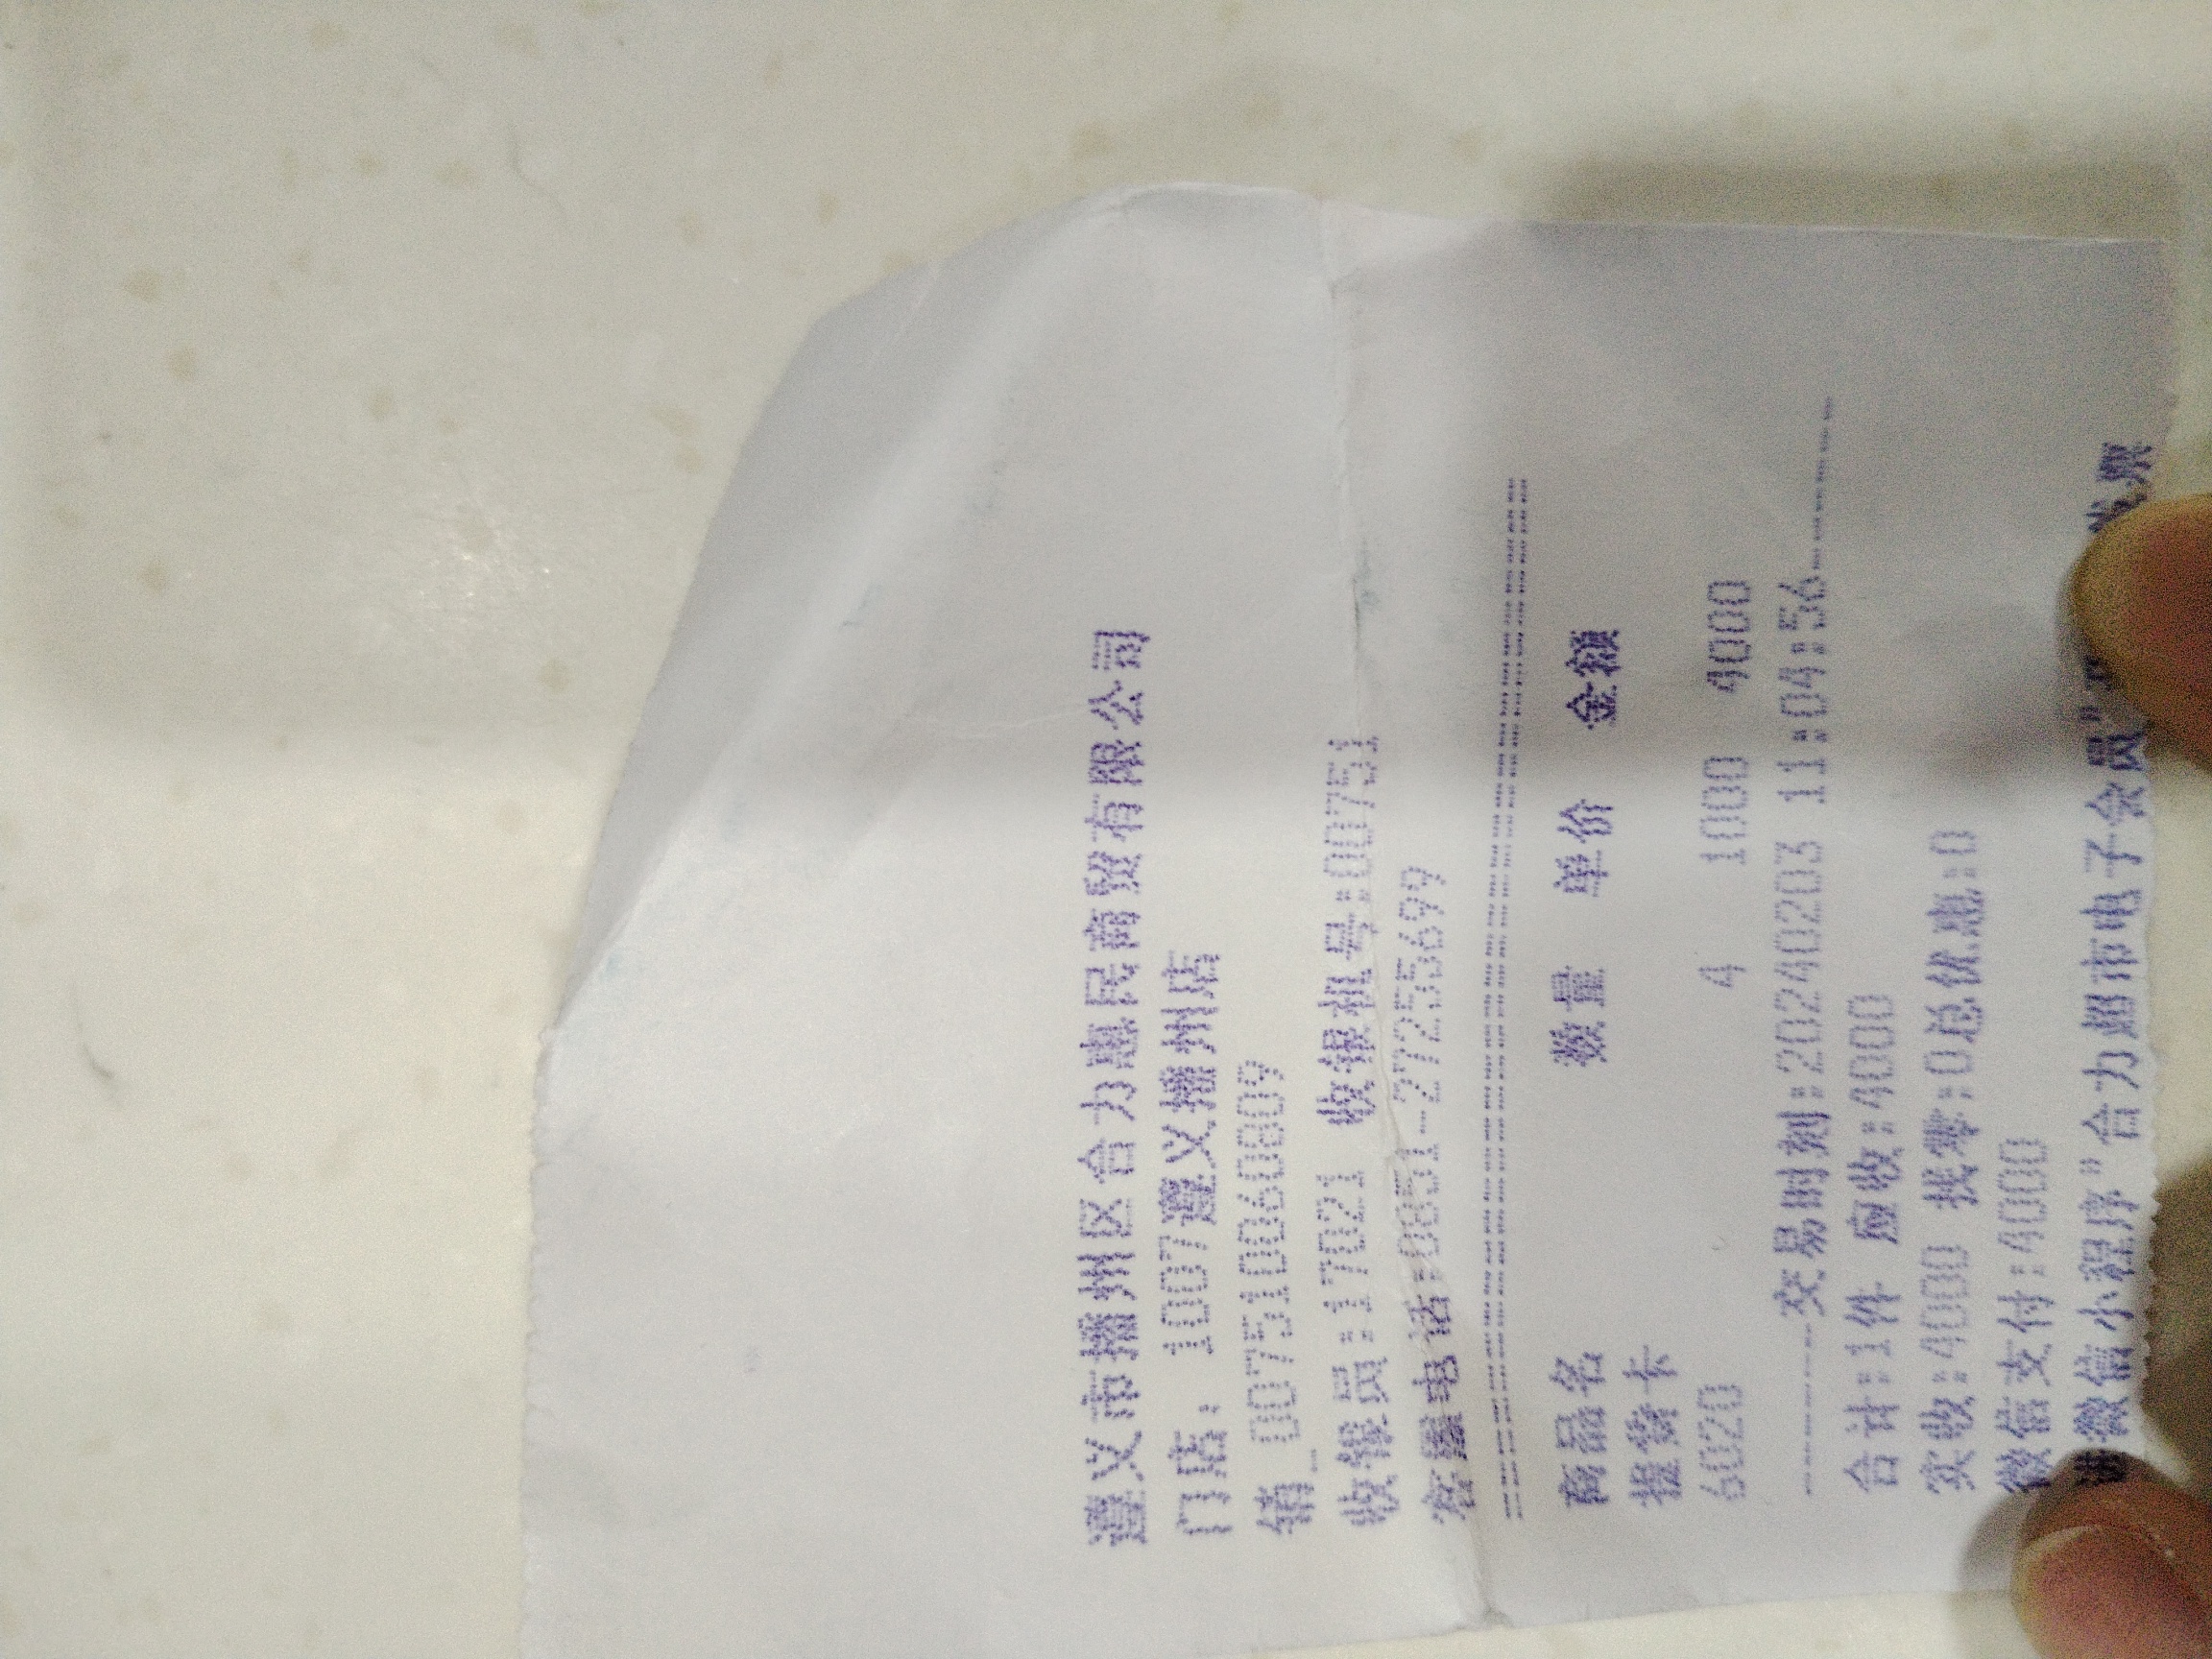 遵义市播州区合力惠民商贸有限公司
门店： 1007遵义播州店
销_0075100060009
收银员:17021 收银机号:00751
客服电话:0851-27235699
商品名 数量 单价 金额
提货卡
60020 4 1000 4000
--------交易时刻:20240203 11:04:56--------
合计:1件 应收:4000
实收:4000 找零:0总优惠:0
微信支付:4000
进微信小程序"合力超市电子会员"